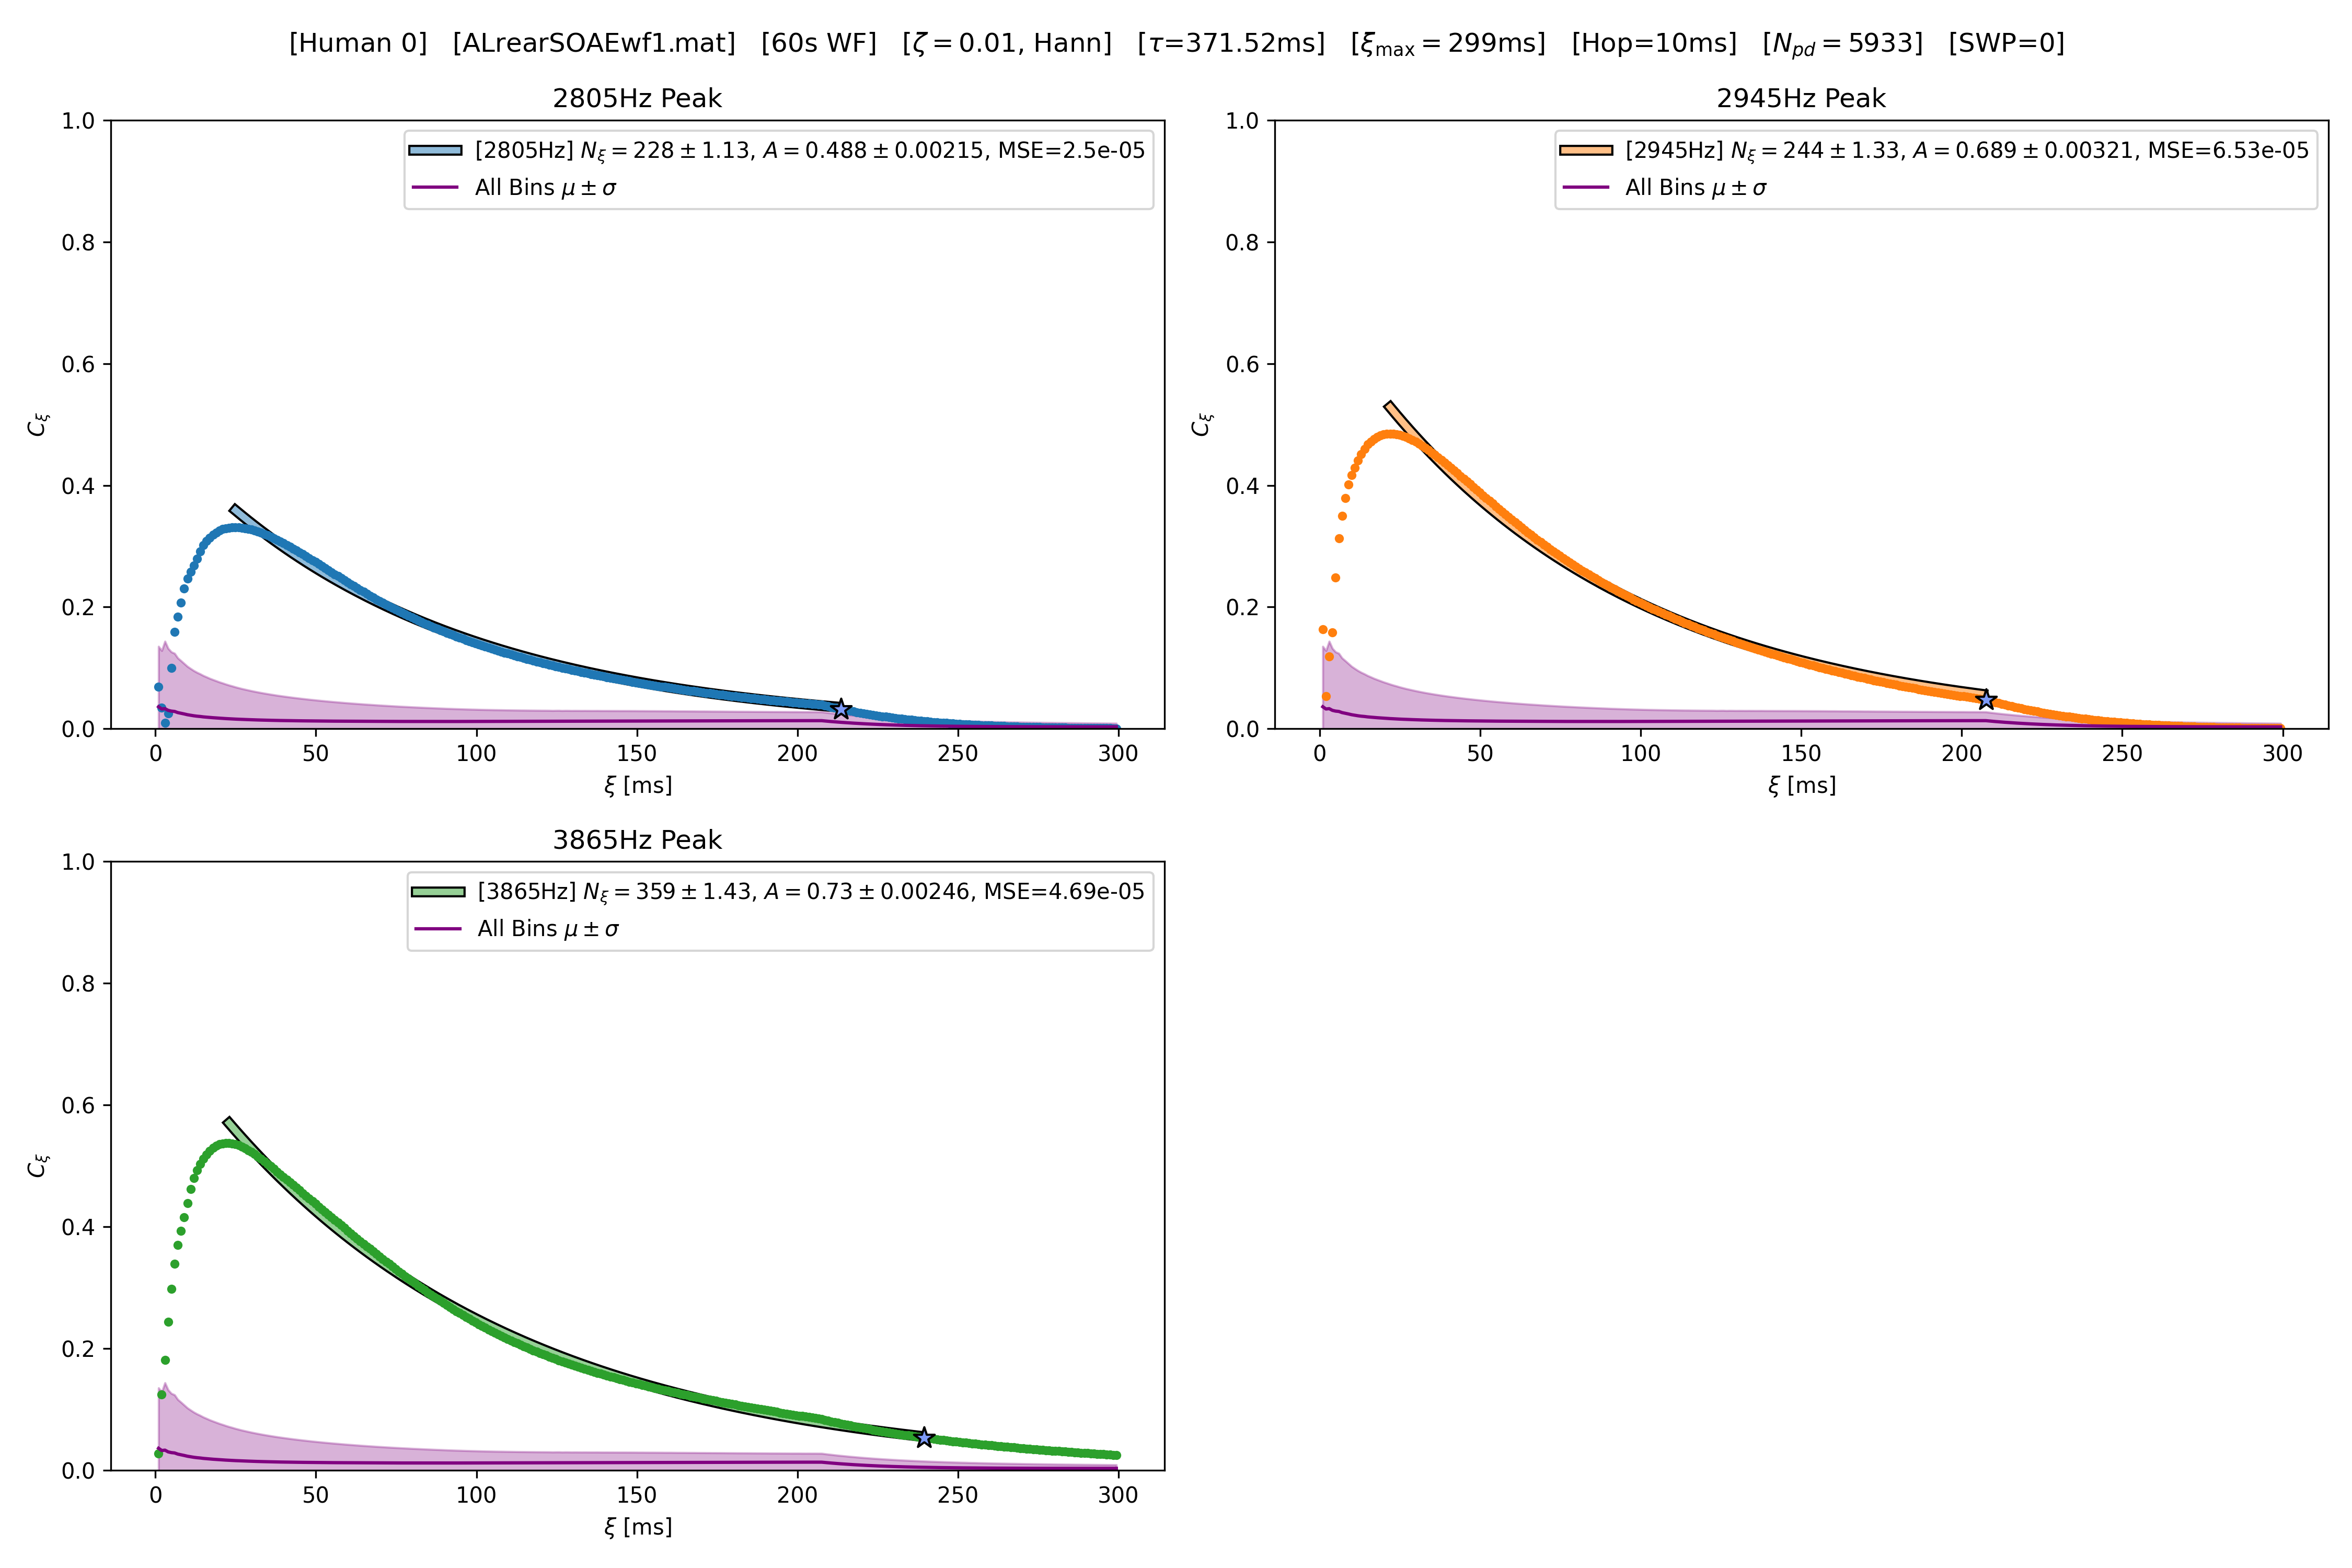 [Human 0]   [ALrearSOAEwf1.mat]   [60s WF]   [ζ = 0.01, Hann]   [τ=371.52ms]   [ξmax = 299ms]   [Hop=10ms]   [Npd = 5933]   [SWP=0]
2805Hz Peak
[2805Hz] Nξ = 228 ± 1.13, A = 0.488 ± 0.00215, MSE=2.5e-05
All Bins μ ± σ
1.0
0.8
0.6
0.4
0.2
0.0
Cξ
0 50 100 150 200 250 300
ξ [ms]
2945Hz Peak
[2945Hz] Nξ = 244 ± 1.33, A = 0.689 ± 0.00321, MSE=6.53e-05
All Bins μ ± σ
1.0
0.8
0.6
0.4
0.2
0.0
Cξ
0 50 100 150 200 250 300
ξ [ms]
3865Hz Peak
[3865Hz] Nξ = 359 ± 1.43, A = 0.73 ± 0.00246, MSE=4.69e-05
All Bins μ ± σ
1.0
0.8
0.6
0.4
0.2
0.0
Cξ
0 50 100 150 200 250 300
ξ [ms]